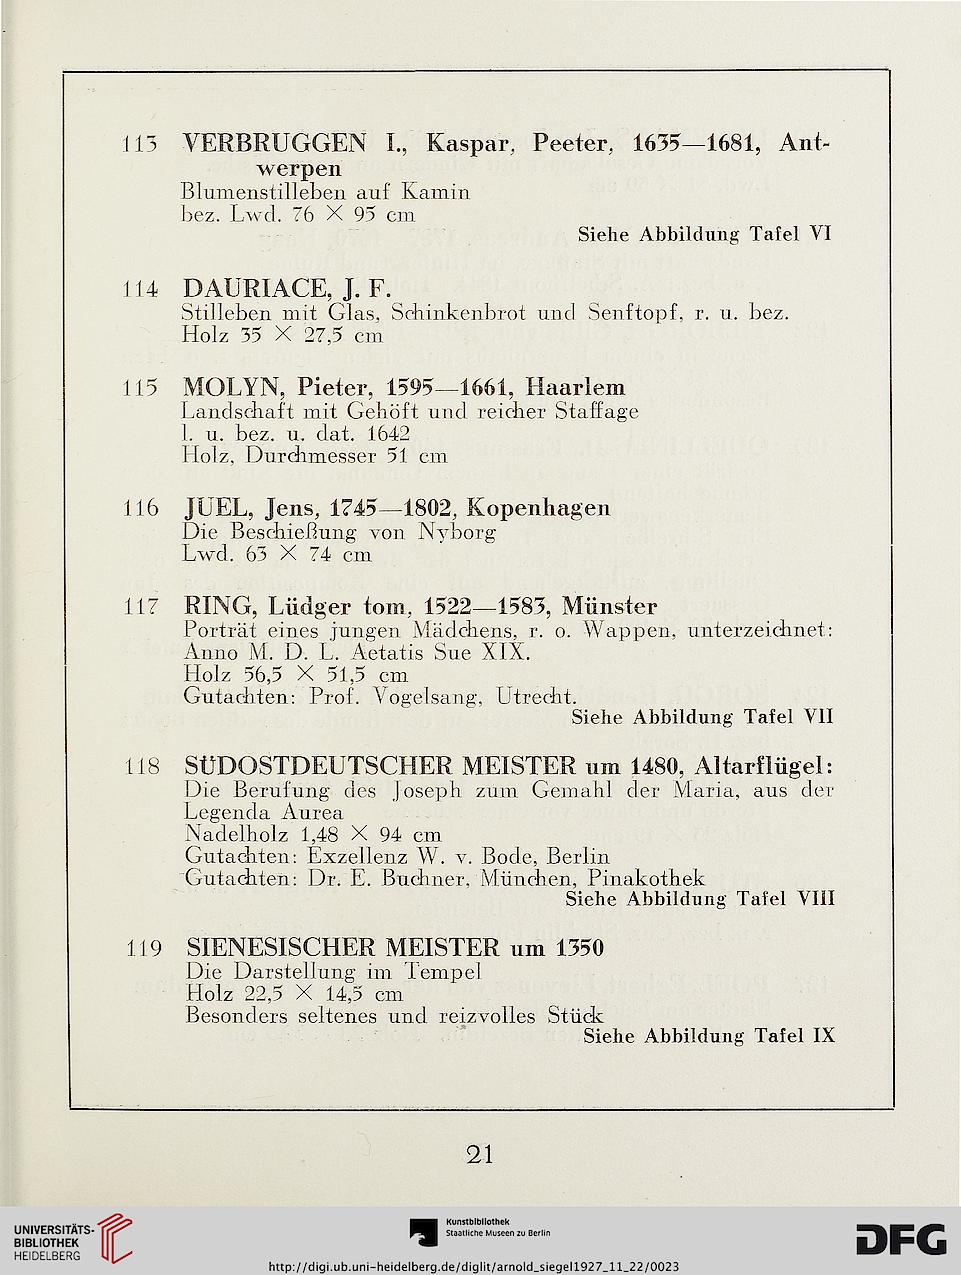 113 VERBRUGGEN I., Kaspar, Peeter, 1635—1681, Ant-
werpen
Blumenstilleben auf Kamin
bez. Lwd. 76 X 95 cm
Siehe Abbildung Tafel VI
114 DAURIACE, J. F.
Stilleben mit Glas, Schinkenbrot und Senftopf, r. u. bez.
Holz 35 X 27,5 cm
115 MOLYN, Pieter, 1595—1661, Haarlem
Landschaft mit Gehöft und reicher Staffage
l. u. bez. u. dat. 1642
Holz, Durchmesser 51 cm
116 JUEL, Jens, 1745—1802, Kopenhagen
Die Beschießung von Nyborg
Lwd. 63 X 74 cm
117 RING, Lüdger tom, 1522—1583, Münster
Porträt eines jungen Mädchens, r. o. Wappen, unterzeichnet:
Anno M. D. L. Aetatis Sue XIX.
Holz 56,5 X 51,5 cm
Gutachten: Prof. Vogelsang, Utrecht.
Siehe Abbildung Tafel VII
118 SÜDOSTDEUTSCHER MEISTER um 1480, Altarflügel:
Die Berufung des Joseph zum Gemahl der Maria, aus der
Legenda Aurea
Nadelholz 1,48 X 94 cm
Gutachten: Exzellenz W. v. Bode, Berlin
Gutachten: Dr. E. Buchner, München, Pinakothek
Siehe Abbildung Tafel VIII
119 SIENESISCHER MEISTER um 1350
Die Darstellung im Tempel
Holz 22,5 X 14,5 cm
Besonders seltenes und reizvolles Stück
Siehe Abbildung Tafel IX
21
UNIVERSITÄTS-
BIBLIOTHEK
HEIDELBERG
Kunstbibliothek
Staatliche Museen zu Berlin
DFG
http://digi.ub.uni-heidelberg.de/diglit/arnold_siegel1927_11_22/0023